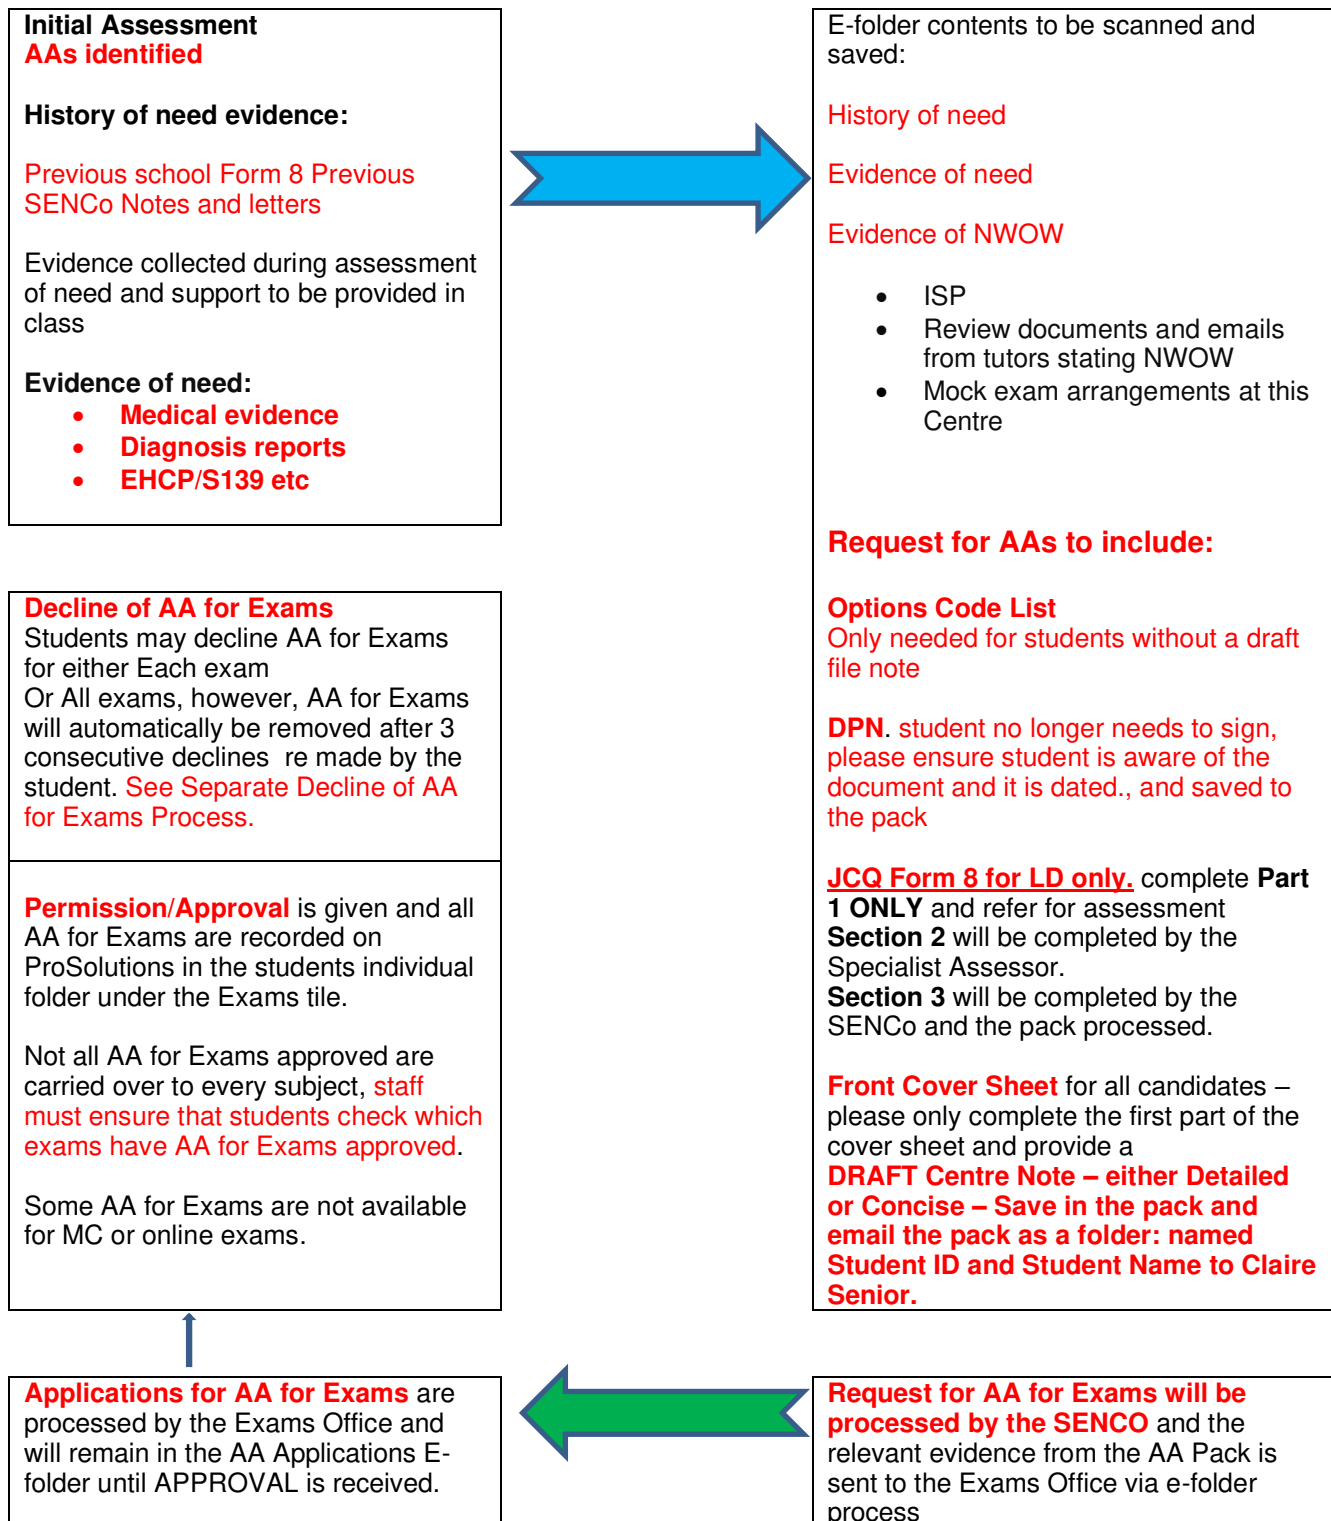 Initial Assessment
AAs identified
History of need evidence:
Previous school Form 8 Previous
SENCo Notes and letters
Evidence collected during assessment
of need and support to be provided in
class
Evidence of need:
• Medical evidence
• Diagnosis reports
• EHCP/S139 etc
E-folder contents to be scanned and
saved:
History of need
Evidence of need
Evidence of NWOW
• ISP
• Review documents and emails
from tutors stating NWOW
• Mock exam arrangements at this
Centre
Request for AAs to include:
Options Code List
Only needed for students without a draft
file note
DPN. student no longer needs to sign,
please ensure student is aware of the
document and it is dated., and saved to
the pack
JCQ Form 8 for LD only. complete Part
1 ONLY and refer for assessment
Section 2 will be completed by the
Specialist Assessor.
Section 3 will be completed by the
SENCo and the pack processed.
Front Cover Sheet for all candidates –
please only complete the first part of the
cover sheet and provide a
DRAFT Centre Note – either Detailed
or Concise – Save in the pack and
email the pack as a folder: named
Student ID and Student Name to Claire
Senior.
Decline of AA for Exams
Students may decline AA for Exams
for either Each exam
Or All exams, however, AA for Exams
will automatically be removed after 3
consecutive declines re made by the
student. See Separate Decline of AA
for Exams Process.
Permission/Approval is given and all
AA for Exams are recorded on
ProSolutions in the students individual
folder under the Exams tile.
Not all AA for Exams approved are
carried over to every subject, staff
must ensure that students check which
exams have AA for Exams approved.
Some AA for Exams are not available
for MC or online exams.
Applications for AA for Exams are
processed by the Exams Office and
will remain in the AA Applications E-
folder until APPROVAL is received.
Request for AA for Exams will be
processed by the SENCO and the
relevant evidence from the AA Pack is
sent to the Exams Office via e-folder
process